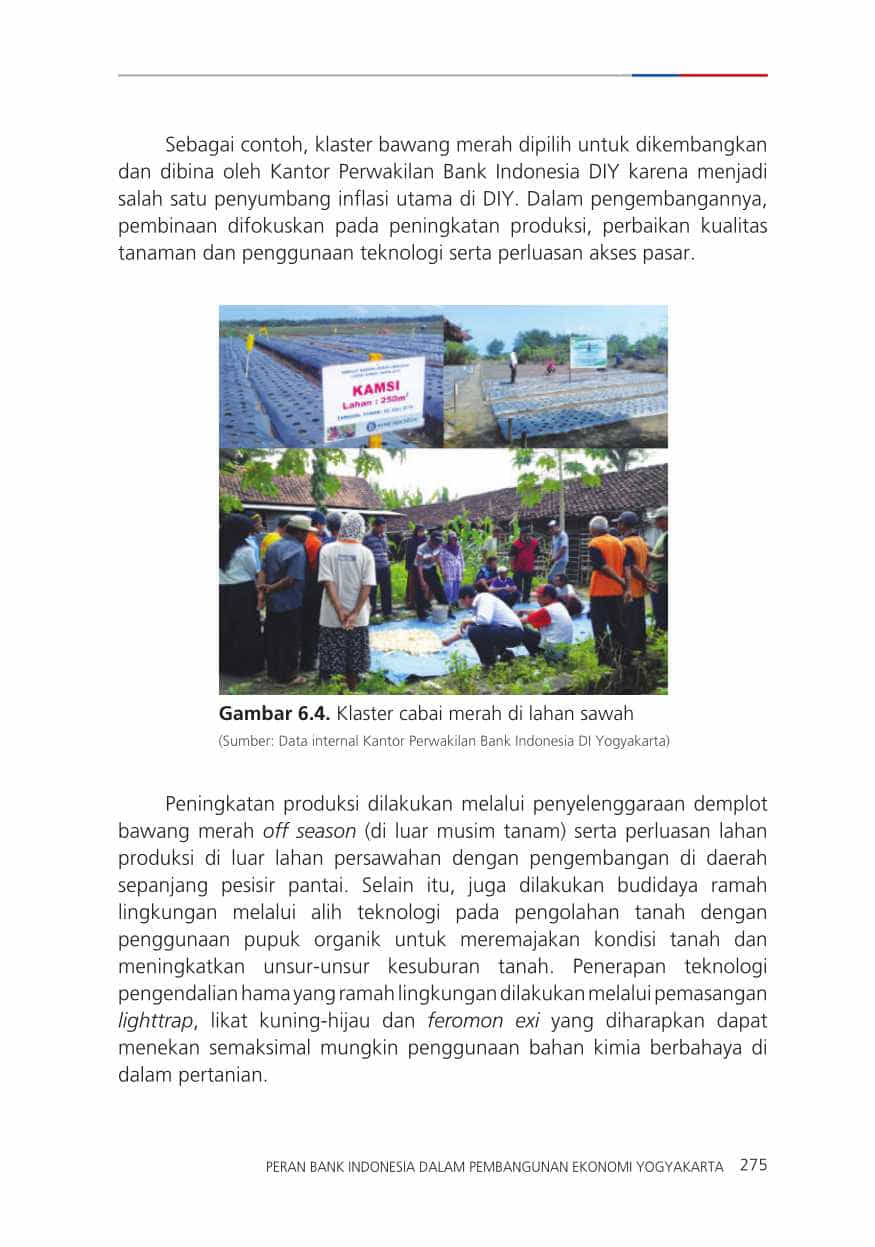 Sebagai contoh, klaster bawang merah dipilih untuk dikembangkan
dan dibina oleh Kantor Perwakilan Bank Indonesia DIY karena menjadi
salah satu penyumbang inflasi utama di DIY. Dalam pengembangannya,
pembinaan difokuskan pada peningkatan produksi, perbaikan kualitas
tanaman dan penggunaan teknologi serta perluasan akses pasar.
KAMSI
Lahan : 250m²
Gambar 6.4. Klaster cabai merah di lahan sawah
(Sumber: Data internal Kantor Perwakilan Bank Indonesia DI Yogyakarta)
Peningkatan produksi dilakukan melalui penyelenggaraan demplot
bawang merah off season (di luar musim tanam) serta perluasan lahan
produksi di luar lahan persawahan dengan pengembangan di daerah
sepanjang pesisir pantai. Selain itu, juga dilakukan budidaya ramah
lingkungan melalui alih teknologi pada pengolahan tanah dengan
penggunaan pupuk organik untuk meremajakan kondisi tanah dan
meningkatkan unsur-unsur kesuburan tanah. Penerapan teknologi
pengendalian hama yang ramah lingkungan dilakukan melalui pemasangan
lighttrap, likat kuning-hijau dan feromon exi yang diharapkan dapat
menekan semaksimal mungkin penggunaan bahan kimia berbahaya di
dalam pertanian.
PERAN BANK INDONESIA DALAM PEMBANGUNAN EKONOMI YOGYAKARTA 275